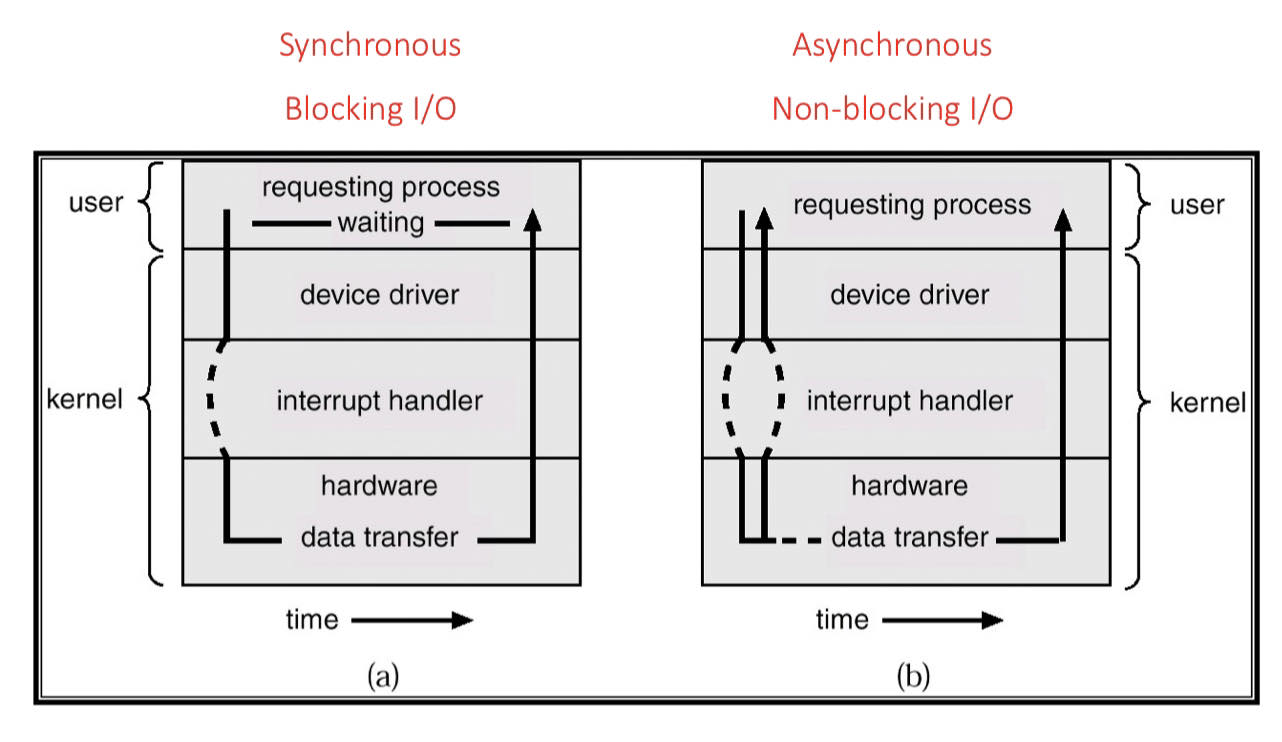 Synchronous
Blocking I/O
Asynchronous
Non-blocking I/O
user
kernel
requesting process
waiting
device driver
interrupt handler
hardware
data transfer
time
(a)
requesting process
device driver
interrupt handler
hardware
data transfer
user
kernel
time
(b)